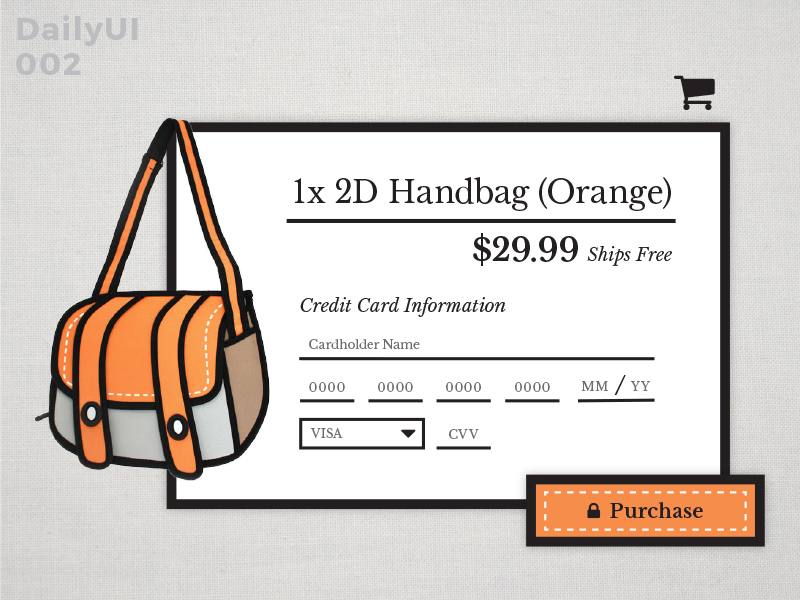 DailyUI
002
1x 2D Handbag (Orange)
$29.99 Ships Free
Credit Card Information
Cardholder Name
0000 0000 0000 0000 MM / YY
VISA CVV
Purchase